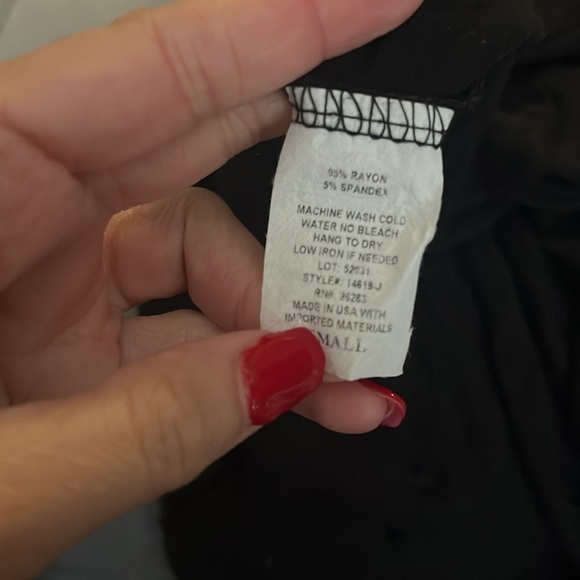 95% RAYON
5% SPANDEX
MACHINE WASH COLD
WATER NO BLEACH
HANG TO DRY
LOW IRON IF NEEDED
LOT: 52031
STYLE#: 14619-J
RN#:
MADE IN USA WITH
IMPORTED MATERIALS
SMALL